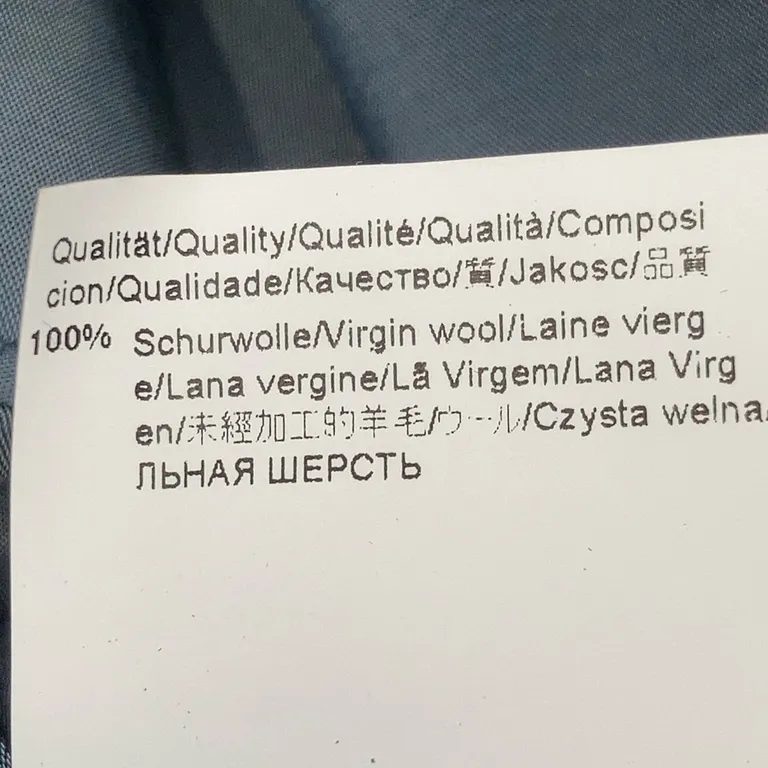 Qualität/Quality/Qualité/Qualità/Composi
cion/Qualidade/Качество/質/Jakosc/品質
100% Schurwolle/Virgin wool/Laine vierg
e/Lana vergine/Lã Virgem/Lana Virg
en/未經加工的羊毛/ウール/Czysta welna/
ЛЬНАЯ ШЕРСТЬ